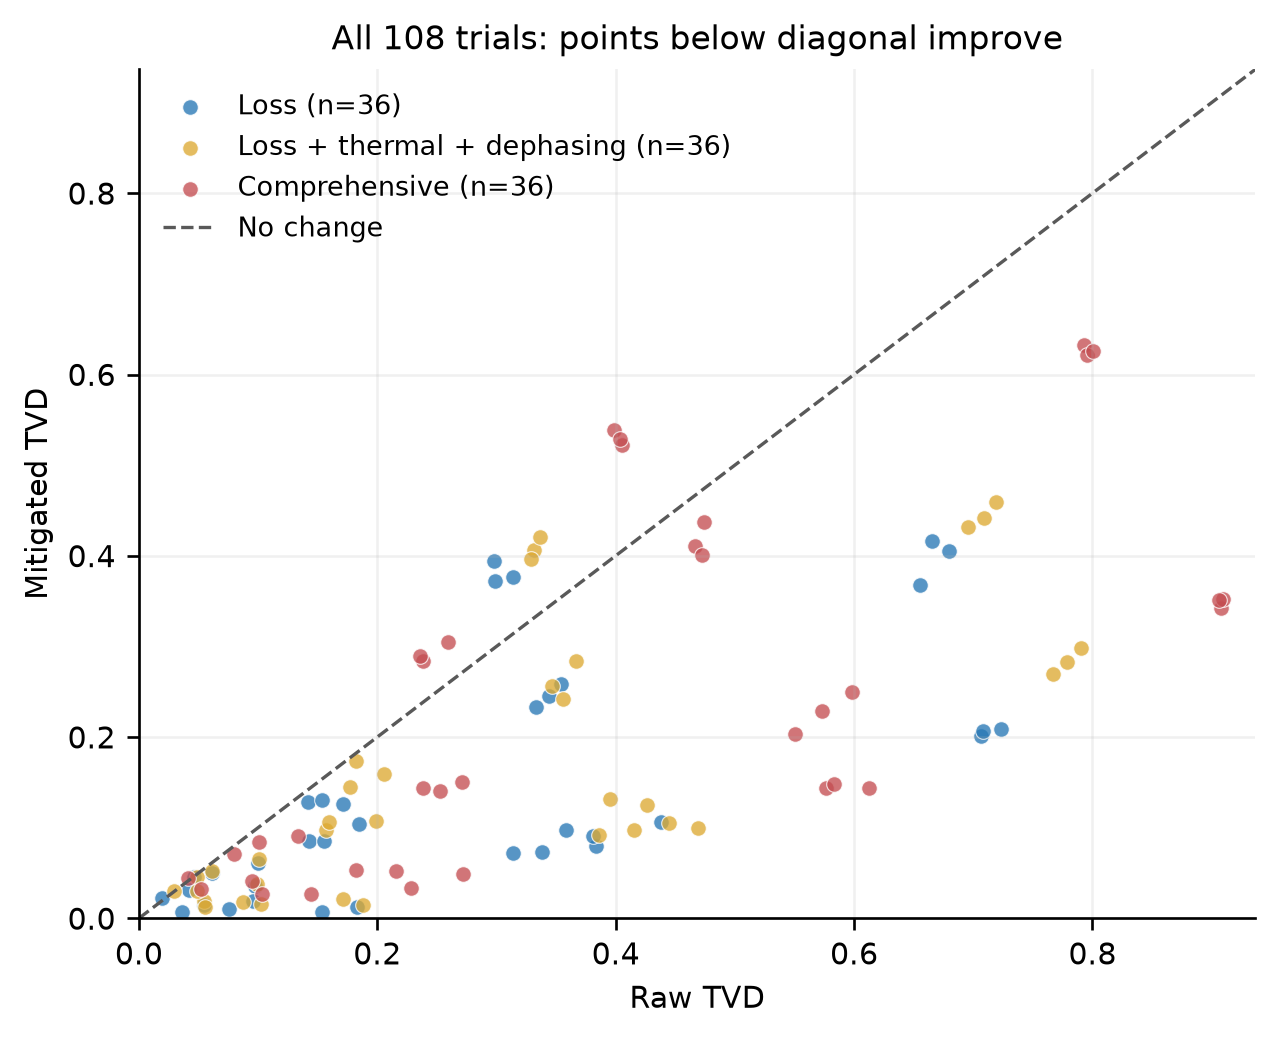 All 108 trials: points below diagonal improve
Loss (n=36)
Loss + thermal + dephasing (n=36)
Comprehensive (n=36)
No change
Mitigated TVD
0.8
0.6
0.4
0.2
0.0
0.0 0.2 0.4 0.6 0.8
Raw TVD